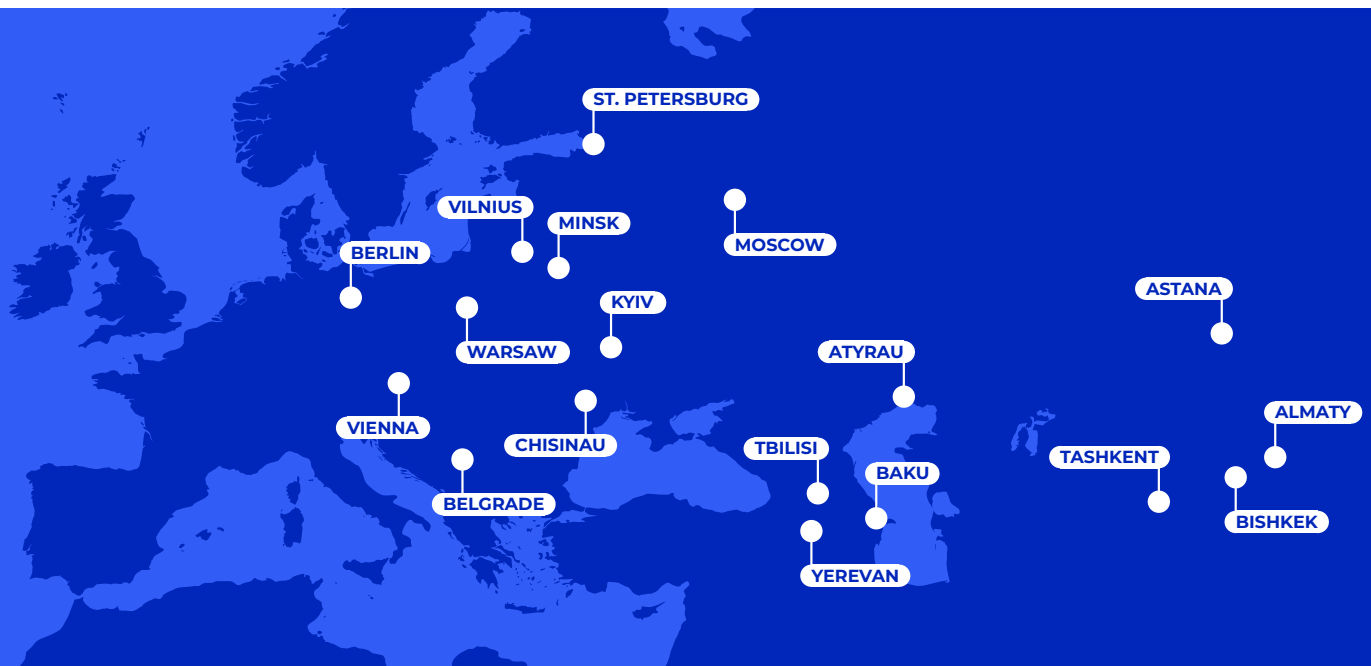 ST. PETERSBURG
VILNIUS
MINSK
MOSCOW
BERLIN
ASTANA
KYIV
WARSAW
ATYRAU
ALMATY
VIENNA
CHISINAU
TBILISI
TASHKENT
BAKU
BELGRADE
BISHKEK
YEREVAN